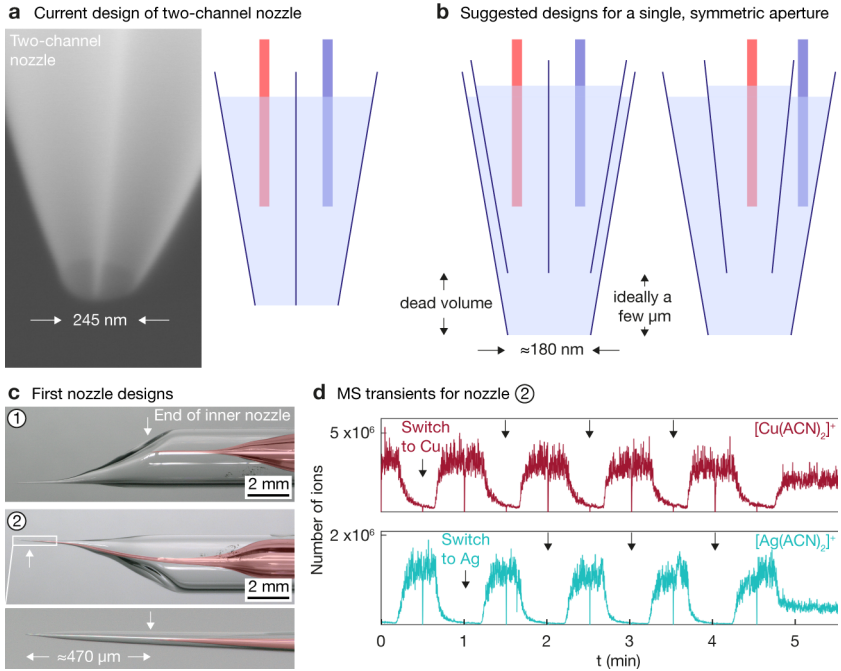 a Current design of two-channel nozzle
Two-channel
nozzle
245 nm
b Suggested designs for a single, symmetric aperture
dead volume
≈180 nm
ideally a
few µm
c First nozzle designs
1
End of inner nozzle
2 mm
2
2 mm
≈470 µm
d MS transients for nozzle 2
Number of ions
5 x10⁶
Switch
to Cu
[Cu(ACN)₂]⁺
2 x10⁶
Switch
to Ag
[Ag(ACN)₂]⁺
0 1 2 3 4 5
t (min)